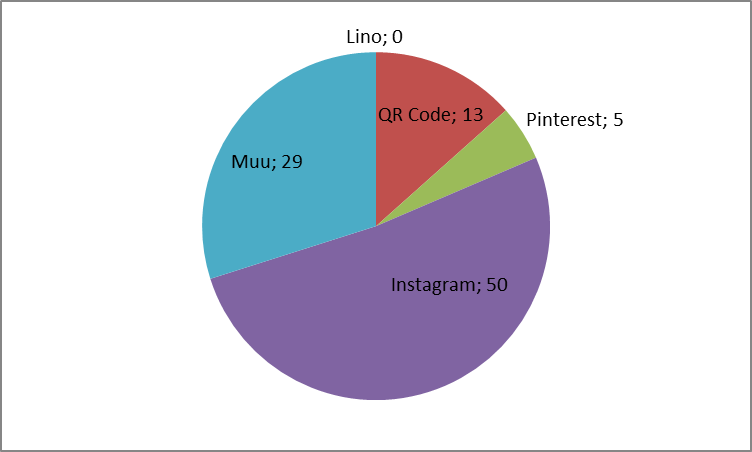 Lino; 0
QR Code; 13
Pinterest; 5
Muu; 29
Instagram; 50